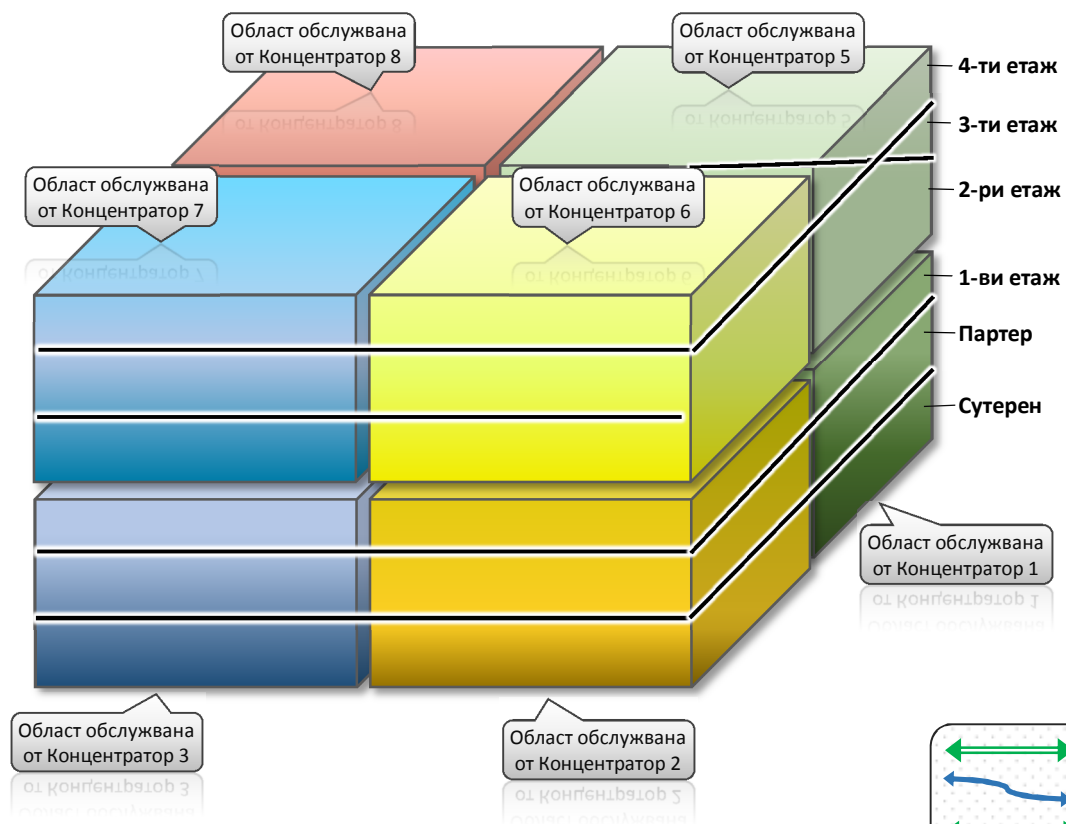 Област обслужвана
от Концентратор 8
Област обслужвана
от Концентратор 5
4-ти етаж
3-ти етаж
Област обслужвана
от Концентратор 7
Област обслужвана
от Концентратор 6
2-ри етаж
1-ви етаж
Партер
Сутерен
Област обслужвана
от Концентратор 1
Област обслужвана
от Концентратор 3
Област обслужвана
от Концентратор 2